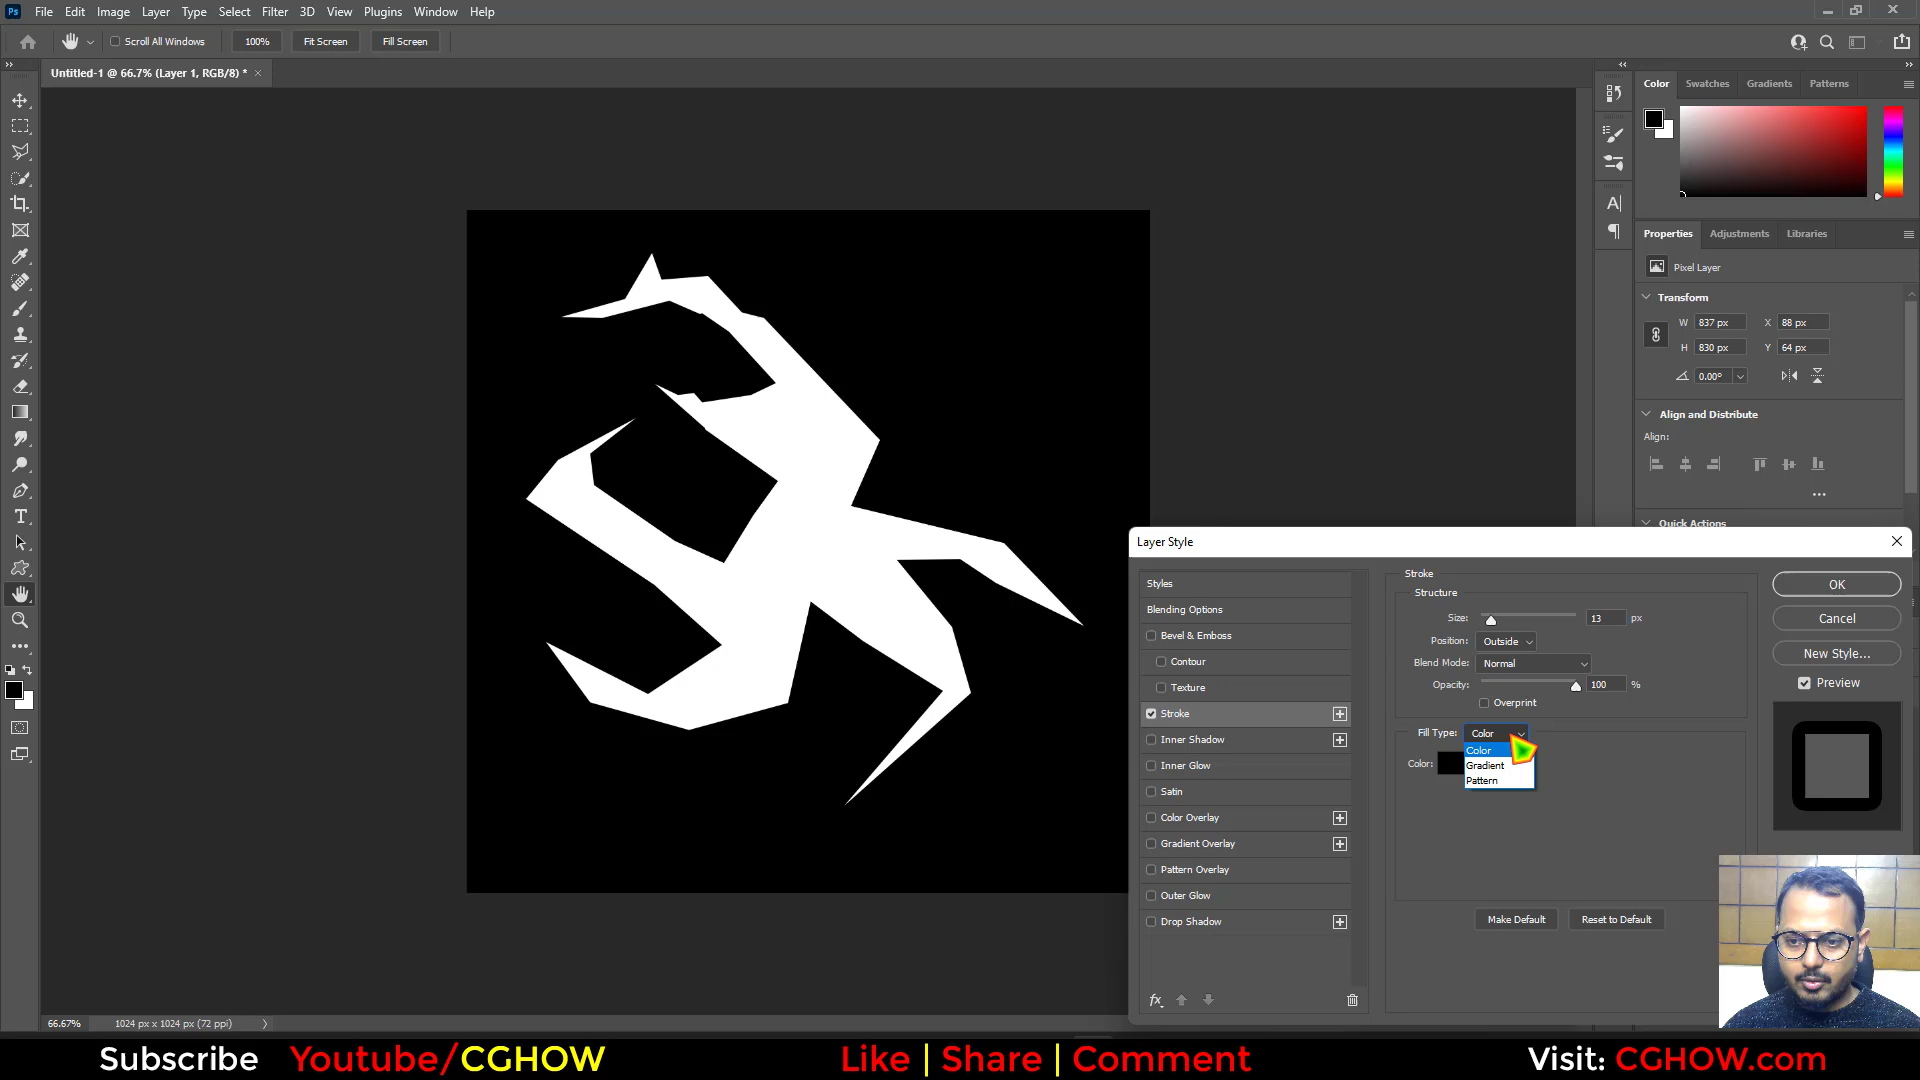 Ps File Edit Image Layer Type Select Filter 3D View Plugins Window Help
Scroll All Windows 100% Fit Screen Fill Screen
Untitled-1 @ 66.7% (Layer 1, RGB/8) * ×
Color Swatches Gradients Patterns
Properties Adjustments Libraries
Pixel Layer
Transform
W 837 px X 88 px
H 830 px Y 64 px
0.00°
Align and Distribute
Align:
Quick Actions
Layer Style
Styles
Blending Options
Bevel & Emboss
Contour
Texture
Stroke
Inner Shadow
Inner Glow
Satin
Color Overlay
Gradient Overlay
Pattern Overlay
Outer Glow
Drop Shadow
fx
Stroke
Structure
Size: 13 px
Position: Outside
Blend Mode: Normal
Opacity: 100 %
Overprint
Fill Type: Color
Color
Gradient
Pattern
Color:
Make Default Reset to Default
OK
Cancel
New Style...
Preview
66.67% 1024 px x 1024 px (72 ppi)
Subscribe Youtube/CGHOW Like | Share | Comment Visit: CGHOW.com